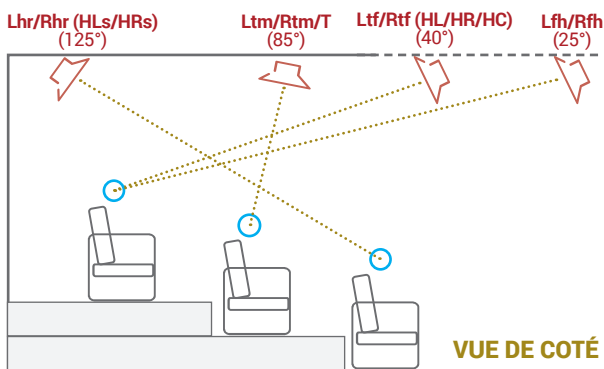 Lhr/Rhr (HLs/HRs)
(125°)
Ltm/Rtm/T
(85°)
Ltf/Rtf (HL/HR/HC)
(40°)
Lfh/Rfh
(25°)
VUE DE COTÉ